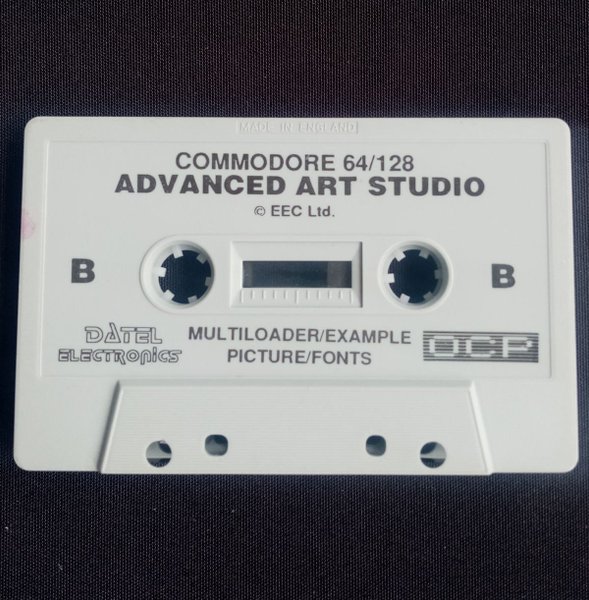 MADE IN ENGLAND
COMMODORE 64/128
ADVANCED ART STUDIO
© EEC Ltd.
B B
DATEL ELECTRONICS
MULTILOADER/EXAMPLE
PICTURE/FONTS
OCP